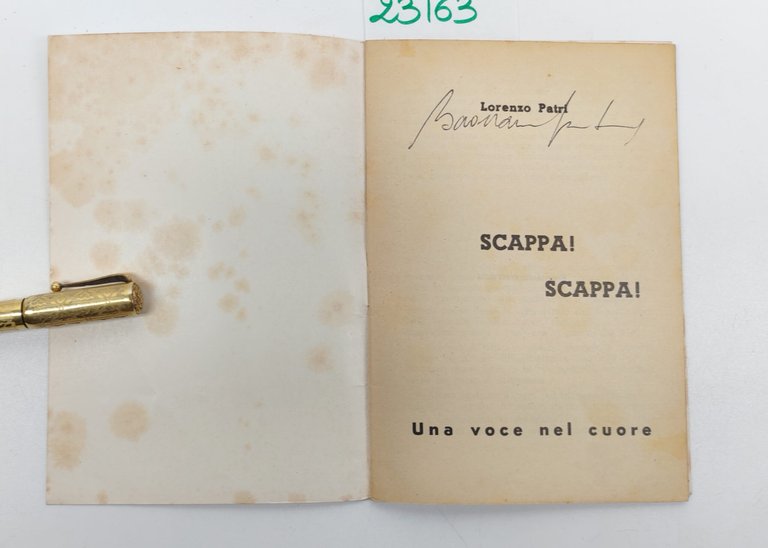 23163
Lorenzo Patri
SCAPPA!
SCAPPA!
Una voce nel cuore